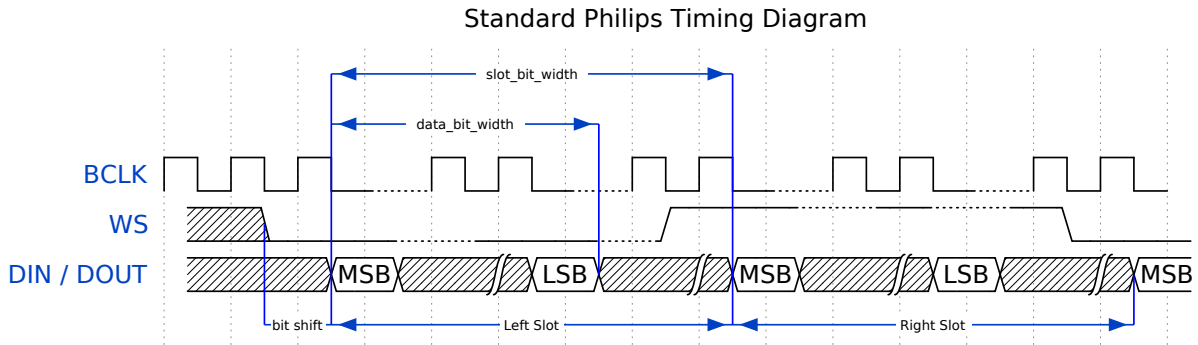 Standard Philips Timing Diagram
slot_bit_width
data_bit_width
BCLK
WS
DIN / DOUT
MSB
LSB
MSB
LSB
MSB
bit shift
Left Slot
Right Slot